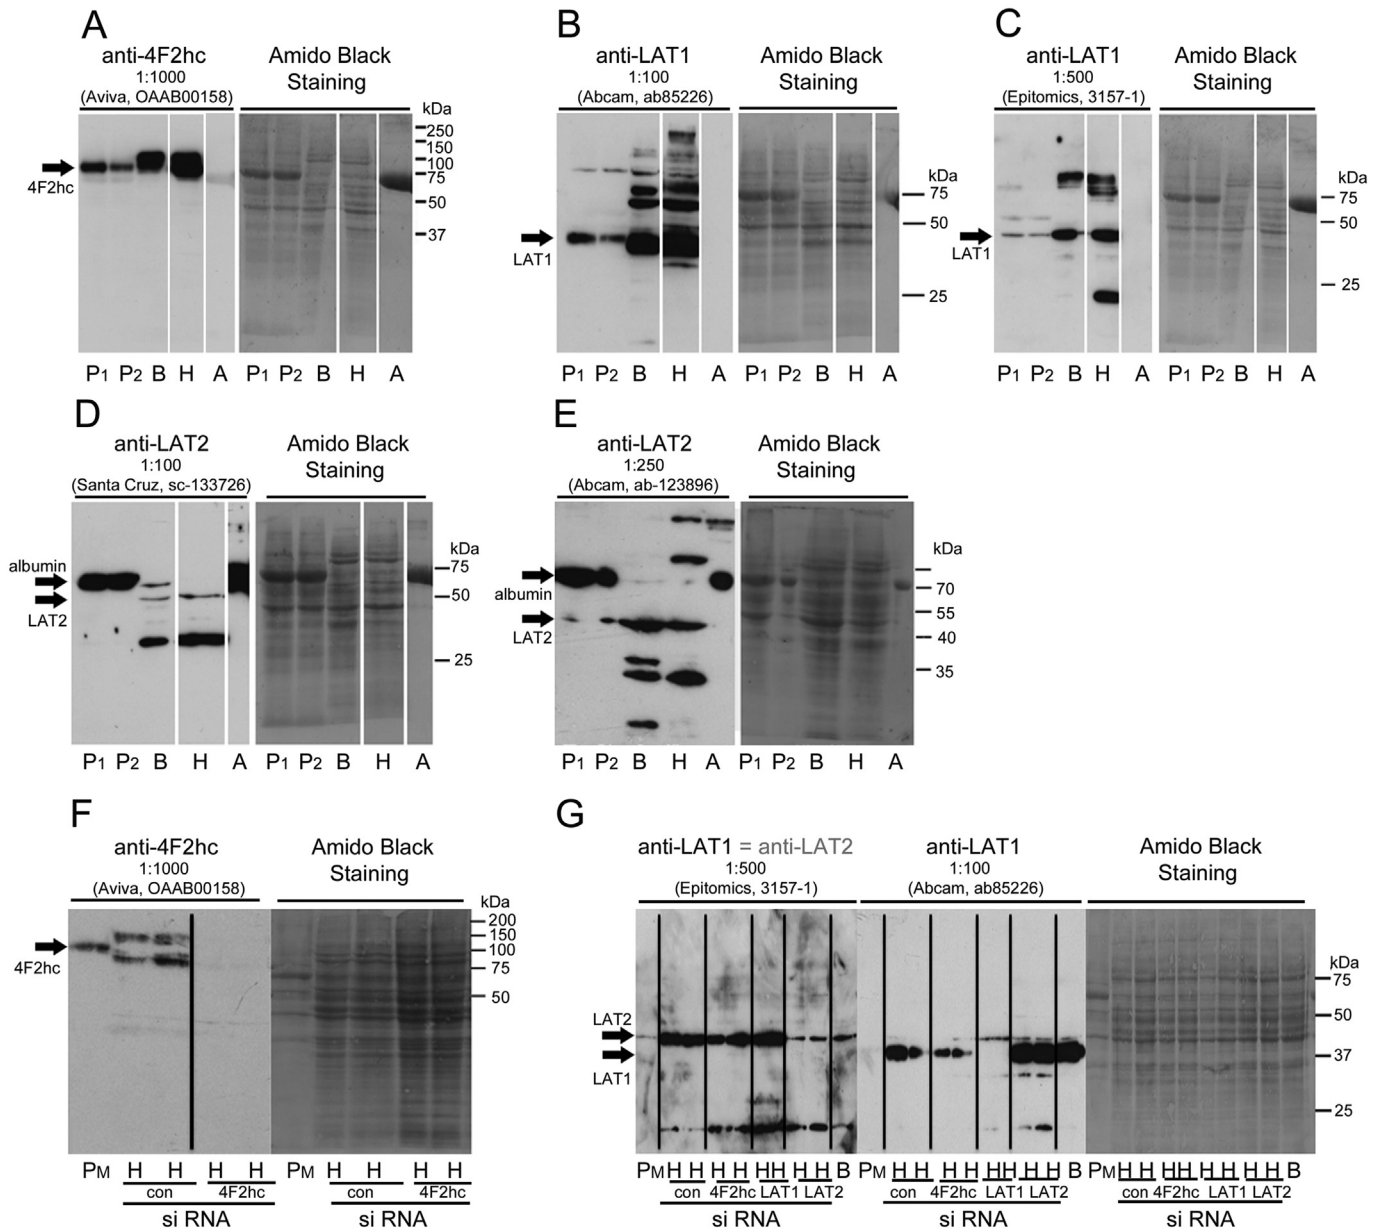 A
anti-4F2hc
1:1000
(Aviva, OAAB00158)
Amido Black
Staining
kDa
250
150
100
75
50
37
4F2hc
P1 P2 B H A
P1 P2 B H A
B
anti-LAT1
1:100
(Abcam, ab85226)
Amido Black
Staining
kDa
75
50
25
LAT1
P1 P2 B H A
P1 P2 B H A
C
anti-LAT1
1:500
(Epitomics, 3157-1)
Amido Black
Staining
kDa
75
50
25
LAT1
P1 P2 B H A
P1 P2 B H A
D
anti-LAT2
1:100
(Santa Cruz, sc-133726)
Amido Black
Staining
kDa
75
50
25
albumin
LAT2
P1 P2 B H A
P1 P2 B H A
E
anti-LAT2
1:250
(Abcam, ab-123896)
Amido Black
Staining
kDa
70
55
40
35
albumin
LAT2
P1 P2 B H A
P1 P2 B H A
F
anti-4F2hc
1:1000
(Aviva, OAAB00158)
Amido Black
Staining
kDa
200
150
100
75
50
4F2hc
PM H H H H
con 4F2hc
si RNA
PM H H H H
con 4F2hc
si RNA
G
anti-LAT1 = anti-LAT2
1:500
(Epitomics, 3157-1)
anti-LAT1
1:100
(Abcam, ab85226)
Amido Black
Staining
kDa
75
50
37
25
LAT2
LAT1
PM H H H H HH H H B
con 4F2hc LAT1 LAT2
si RNA
PM H H H H HH H H B
con 4F2hc LAT1 LAT2
si RNA
PM H H HH H H H H B
con 4F2hc LAT1 LAT2
si RNA